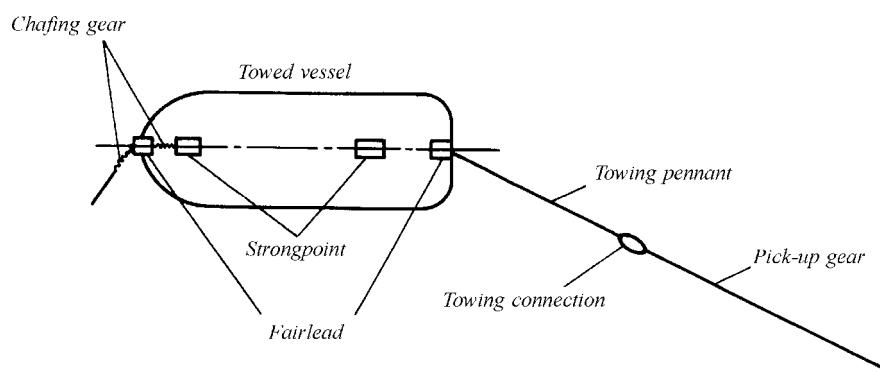 Chafing gear
Towed vessel
Towing pennant
Strongpoint
Pick-up gear
Towing connection
Fairlead